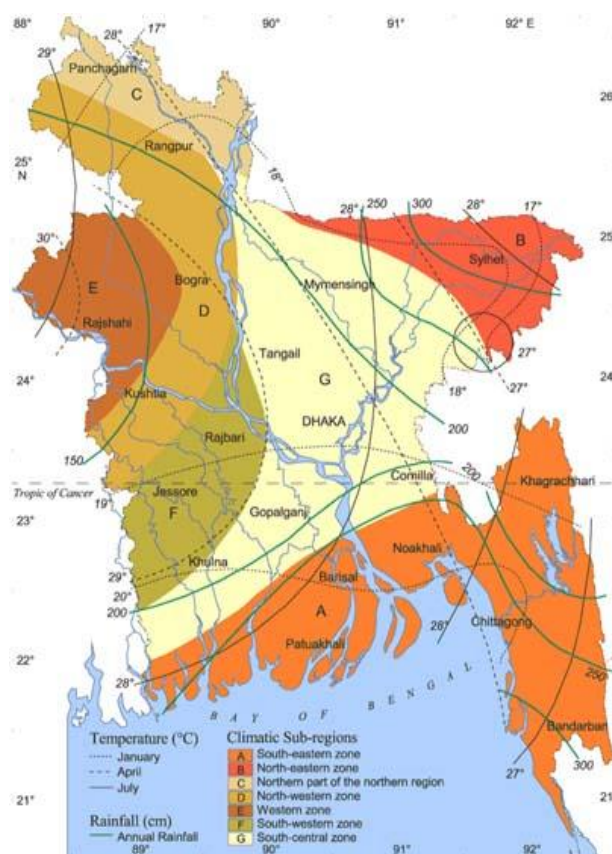 88°
90°
91°
92° E
28°
17°
29°
Panchagarh
C
26°
Rangpur
25°
N
18°
28°
250
300
28°
17°
B
25°
Sylhet
30°
Mymensingh
E
Bogra
D
27°
Rajshahi
Tangail
27°
24°
G
18°
24°
Kushtia
DHAKA
200
Rajbari
150
Comilla
200
Tropic of Cancer
Khagrachhari
19°
Jessore
23°
F
Gopalganj
Noakhali
Khulna
29°
Barisal
20°
200
A
Chittagong
28°
Patuakhali
22°
28°
250
BAY OF BENGAL
Bandarban
27°
300
Temperature (°C)
January
April
July
Rainfall (cm)
Annual Rainfall
Climatic Sub-regions
A South-eastern zone
B North-eastern zone
C Northern part of the northern region
D North-western zone
E Western zone
F South-western zone
G South-central zone
21°
89°
90°
91°
92°